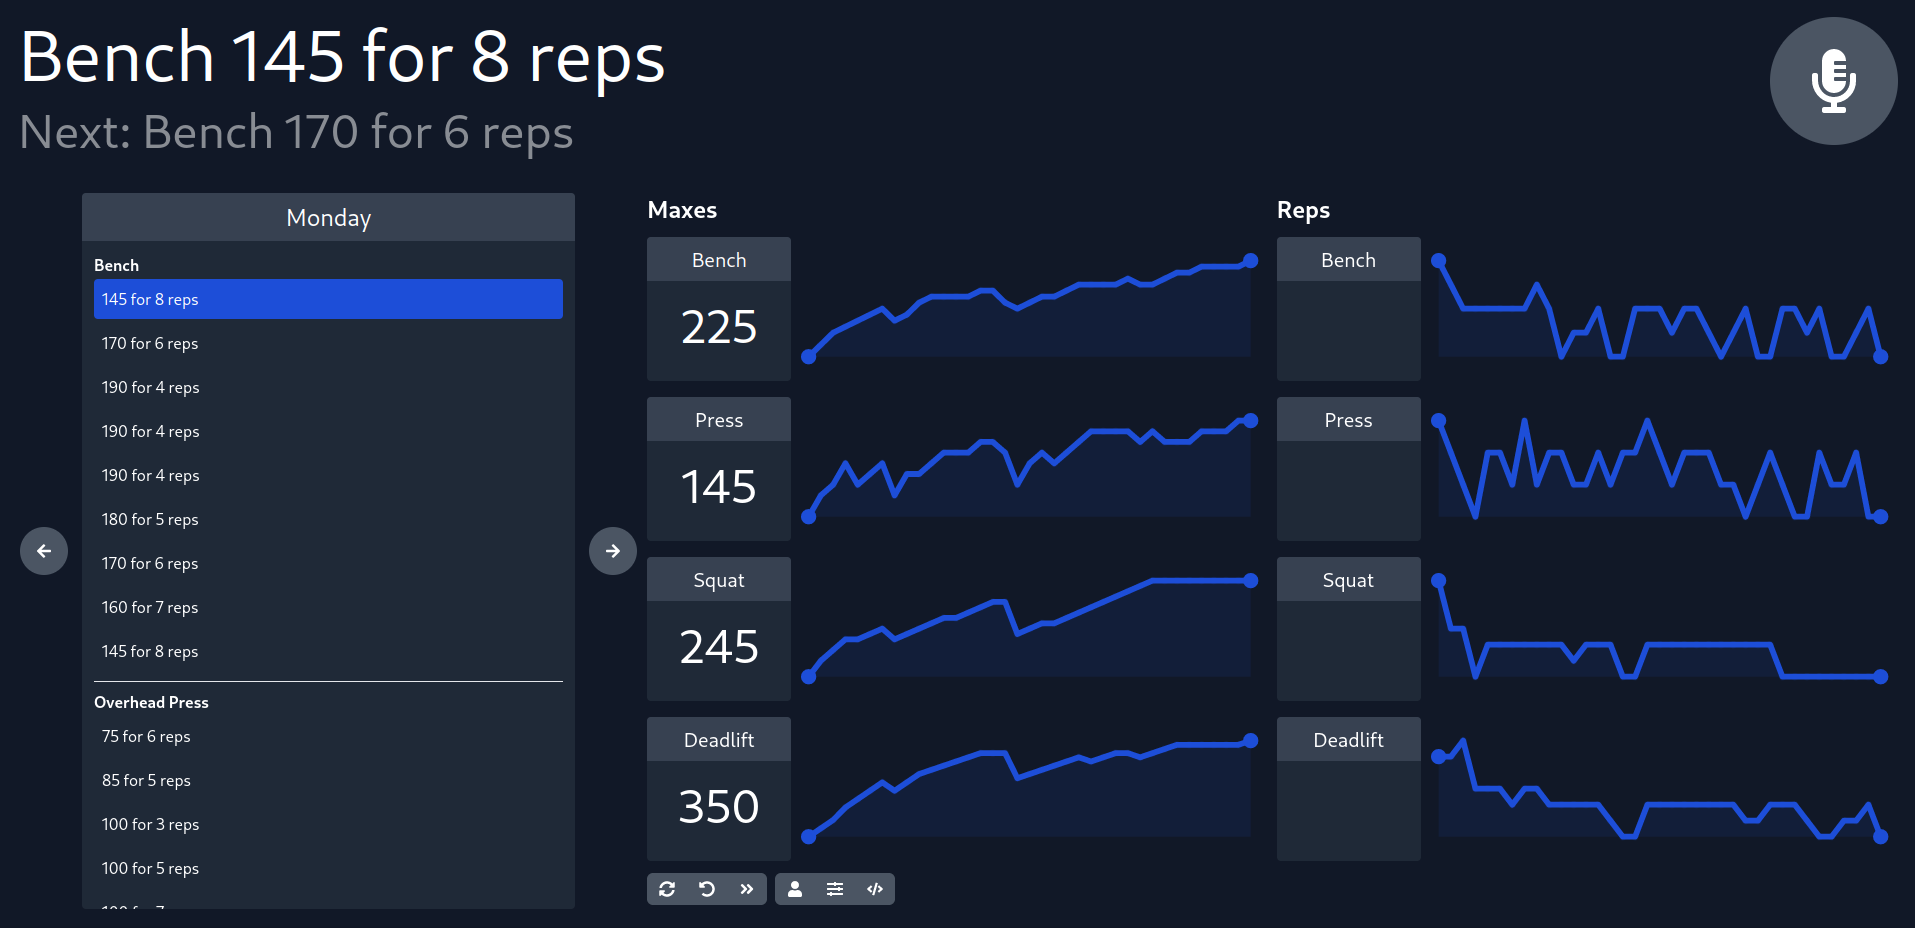 Bench 145 for 8 reps
Next: Bench 170 for 6 reps
Monday
Bench
145 for 8 reps
170 for 6 reps
190 for 4 reps
190 for 4 reps
190 for 4 reps
180 for 5 reps
170 for 6 reps
160 for 7 reps
145 for 8 reps
Overhead Press
75 for 6 reps
85 for 5 reps
100 for 3 reps
100 for 5 reps
Maxes
Bench
225
Press
145
Squat
245
Deadlift
350
Reps
Bench
Press
Squat
Deadlift